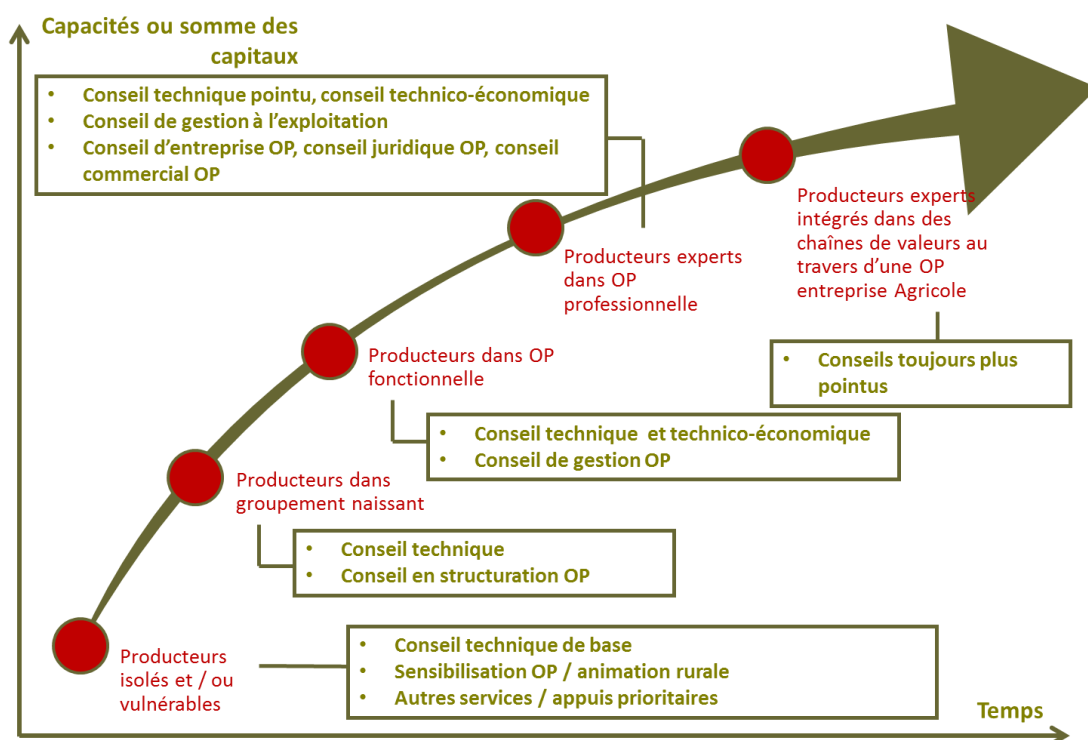 Capacités ou somme des
capitaux
• Conseil technique pointu, conseil technico-économique
• Conseil de gestion à l’exploitation
• Conseil d’entreprise OP, conseil juridique OP, conseil
commercial OP
Producteurs experts
intégrés dans des
chaînes de valeurs au
travers d’une OP
entreprise Agricole
• Conseils toujours plus
pointus
Producteurs experts
dans OP
professionnelle
Producteurs dans OP
fonctionnelle
• Conseil technique et technico-économique
• Conseil de gestion OP
Producteurs dans
groupement naissant
• Conseil technique
• Conseil en structuration OP
Producteurs
isolés et / ou
vulnérables
• Conseil technique de base
• Sensibilisation OP / animation rurale
• Autres services / appuis prioritaires
Temps